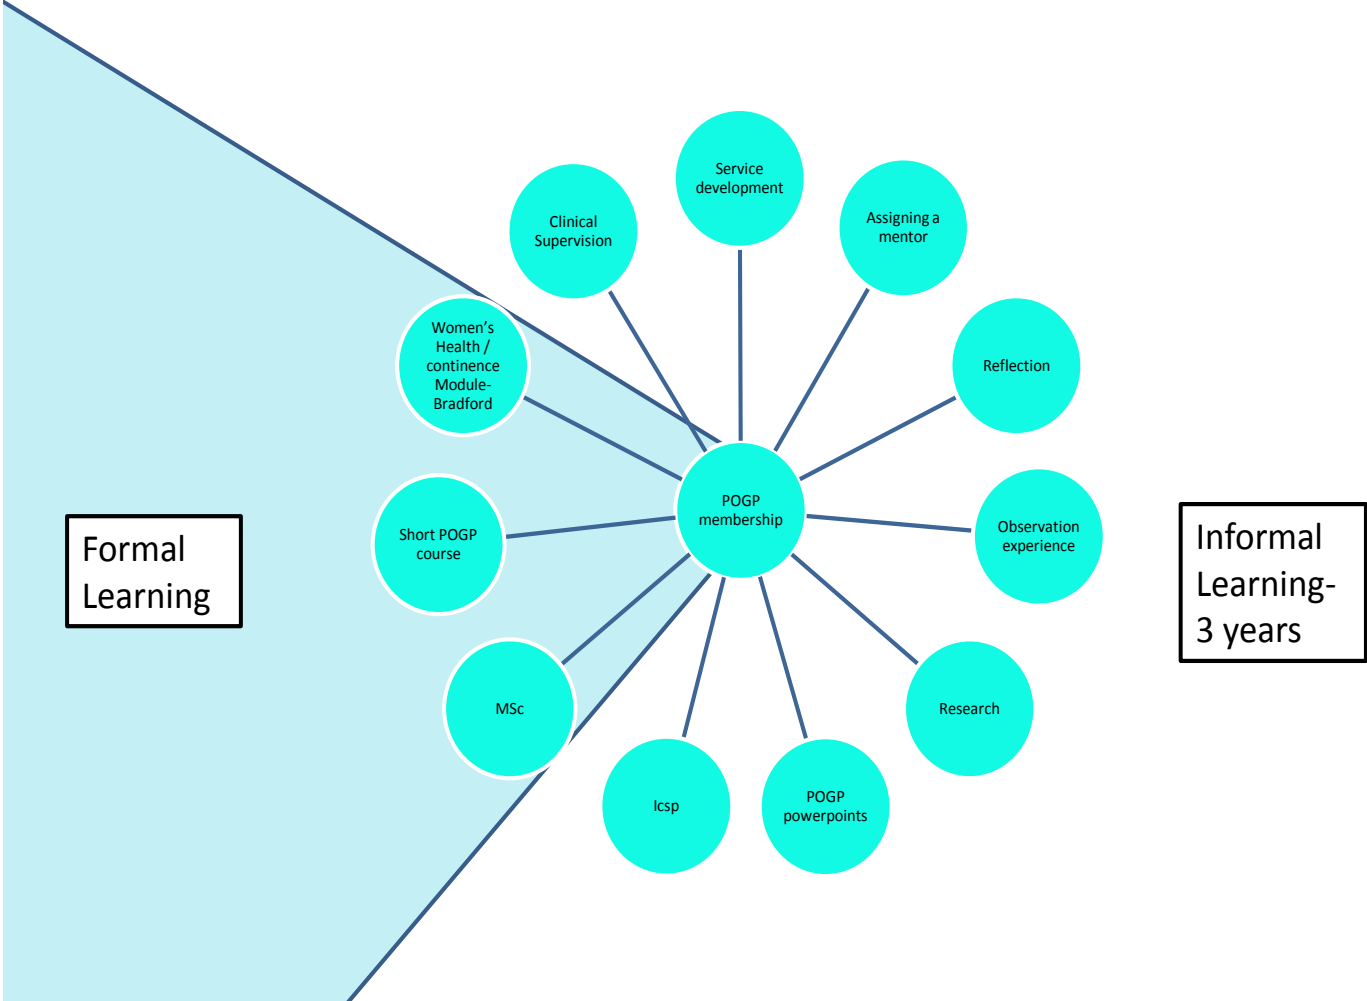 Service
development
Clinical
Supervision
Assigning a
mentor
Women's
Health /
continence
Module-
Bradford
Reflection
POGP
membership
Formal
Learning
Short POGP
course
Observation
experience
Informal
Learning-
3 years
MSc
Research
Icsp
POGP
powerpoints